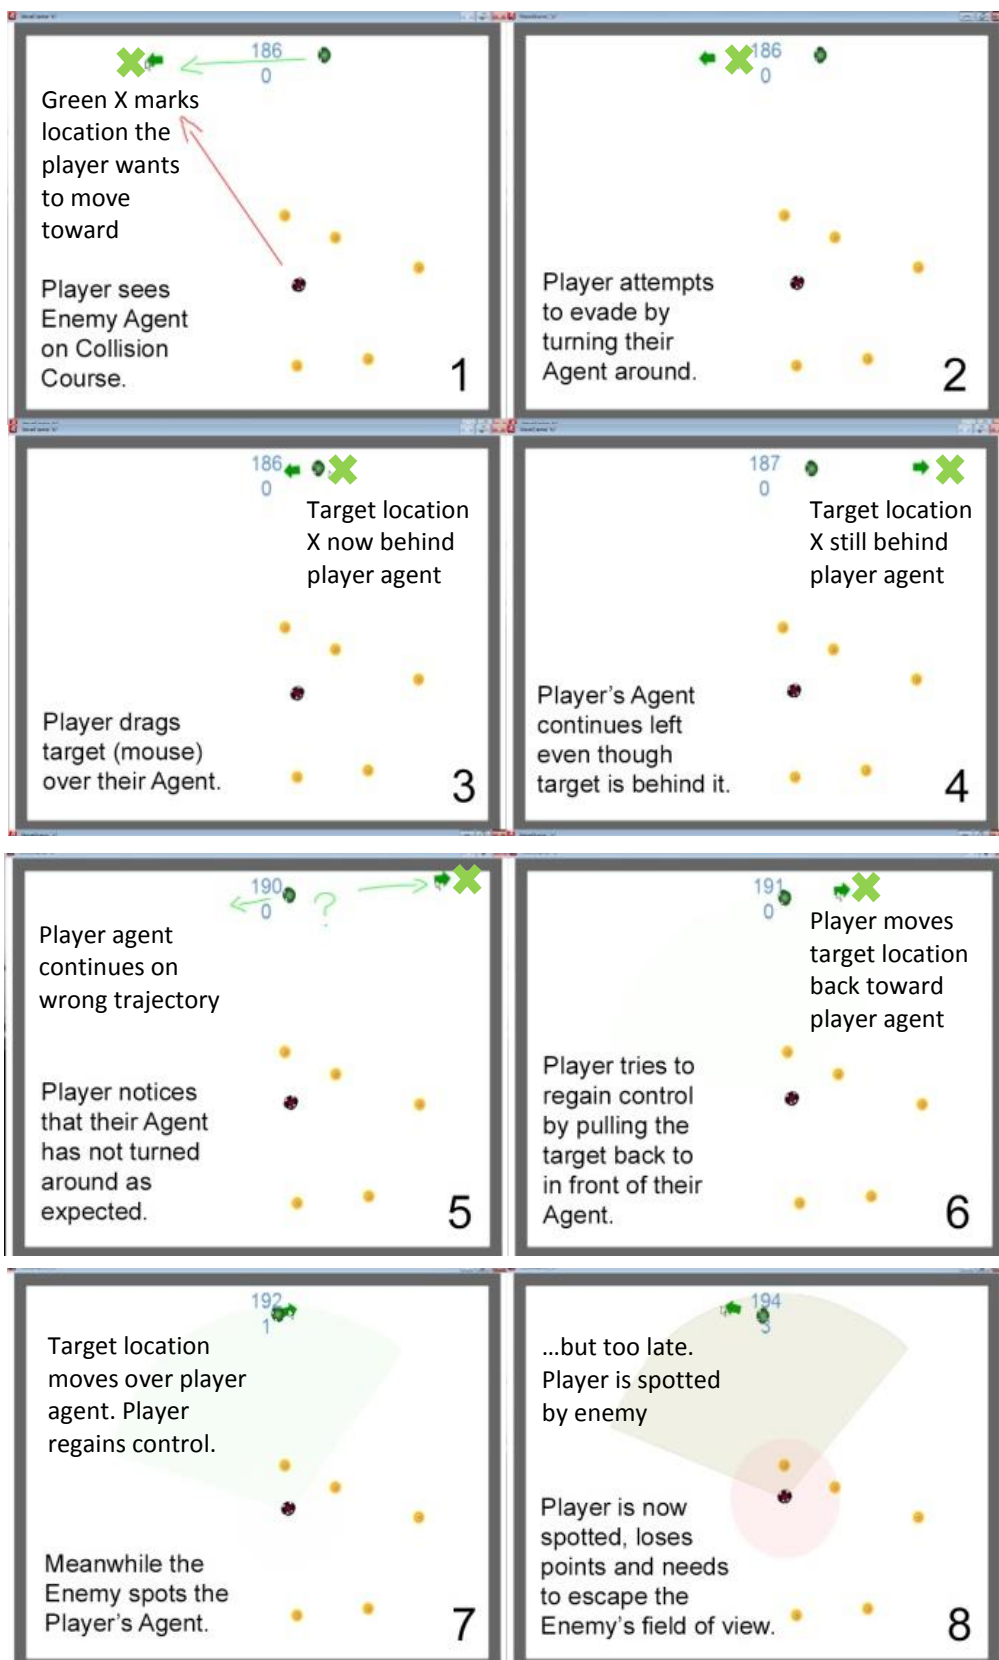 186
0
Green X marks
location the
player wants
to move
toward
Player sees
Enemy Agent
on Collision
Course.
1
186
0
Player attempts
to evade by
turning their
Agent around.
2
186
0
Target location
X now behind
player agent
Player drags
target (mouse)
over their Agent.
3
187
0
Target location
X still behind
player agent
Player's Agent
continues left
even though
target is behind it.
4
190
0
?
Player agent
continues on
wrong trajectory
Player notices
that their Agent
has not turned
around as
expected.
5
191
0
Player moves
target location
back toward
player agent
Player tries to
regain control
by pulling the
target back to
in front of their
Agent.
6
192
1
Target location
moves over player
agent. Player
regains control.
Meanwhile the
Enemy spots the
Player's Agent.
7
194
3
...but too late.
Player is spotted
by enemy
Player is now
spotted, loses
points and needs
to escape the
Enemy's field of view.
8